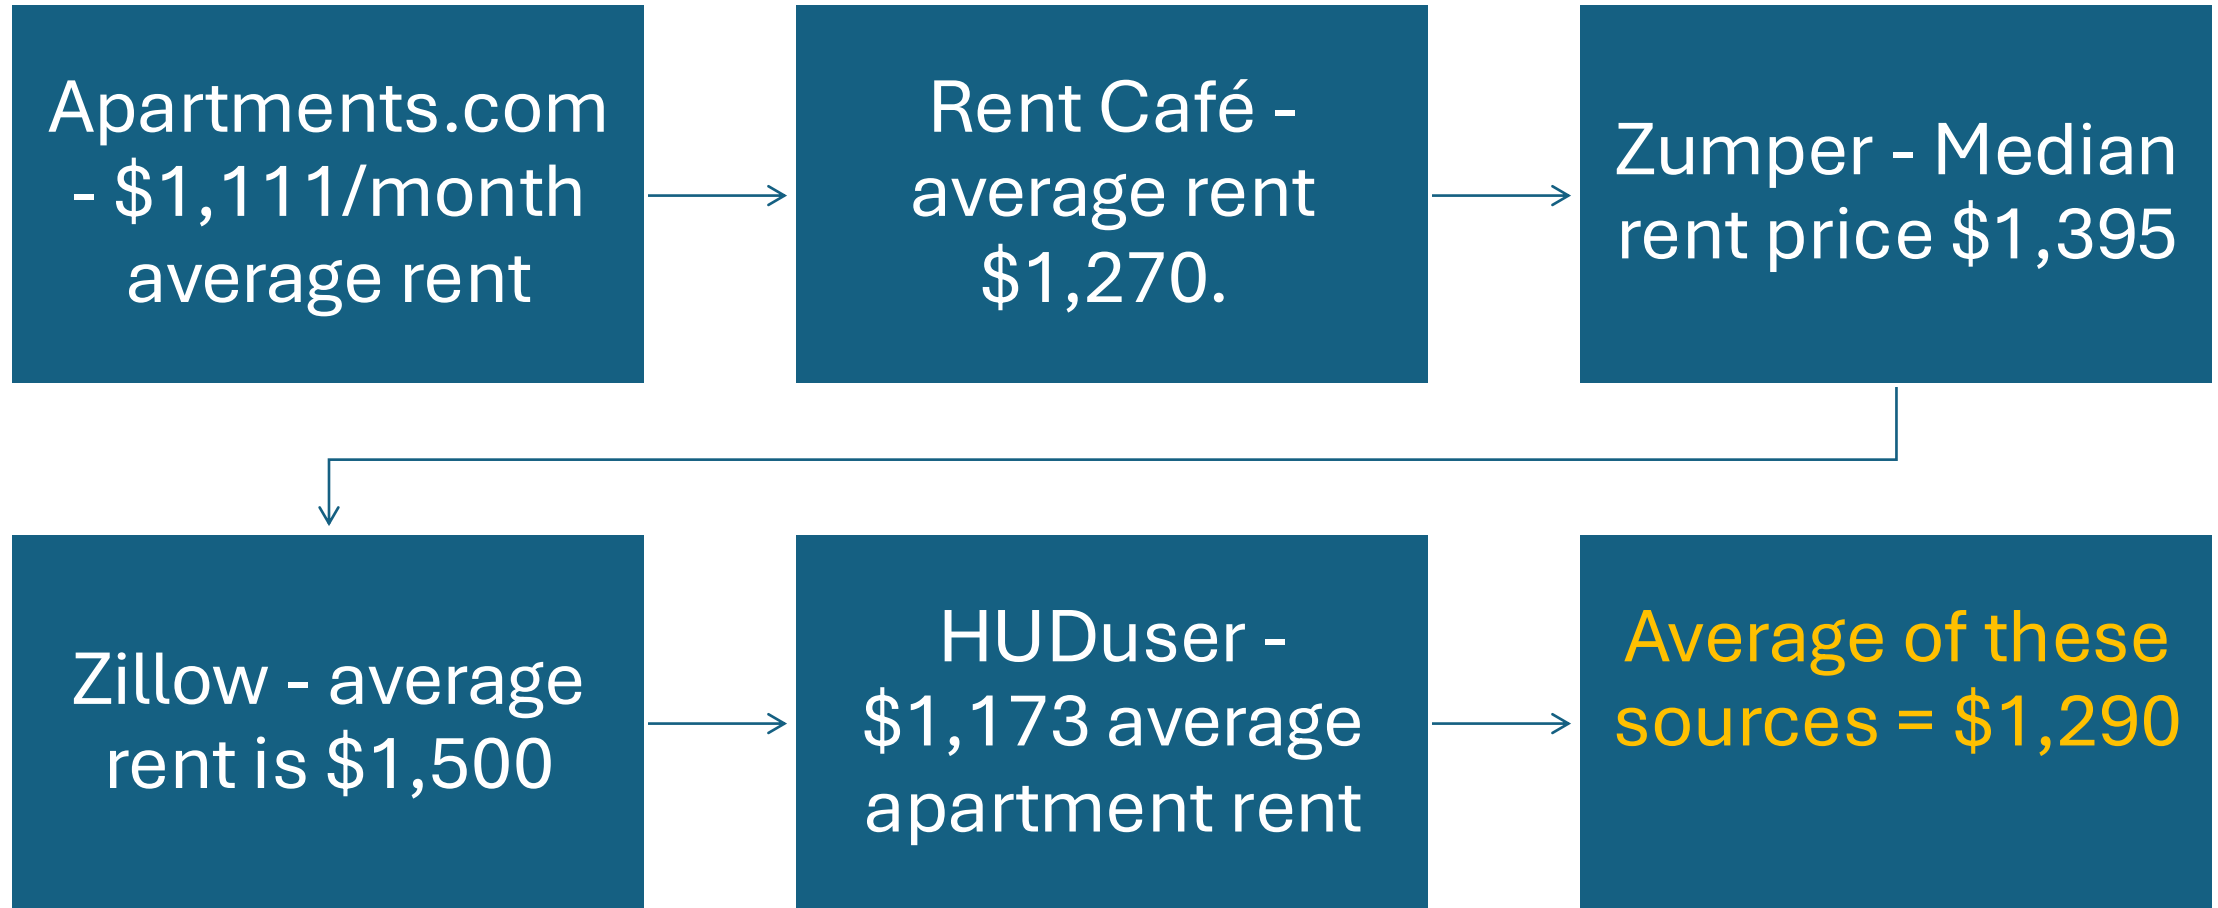 Apartments.com
- $1,111/month
average rent
Rent Café -
average rent
$1,270.
Zumper - Median
rent price $1,395
Zillow - average
rent is $1,500
HUDuser -
$1,173 average
apartment rent
Average of these
sources = $1,290